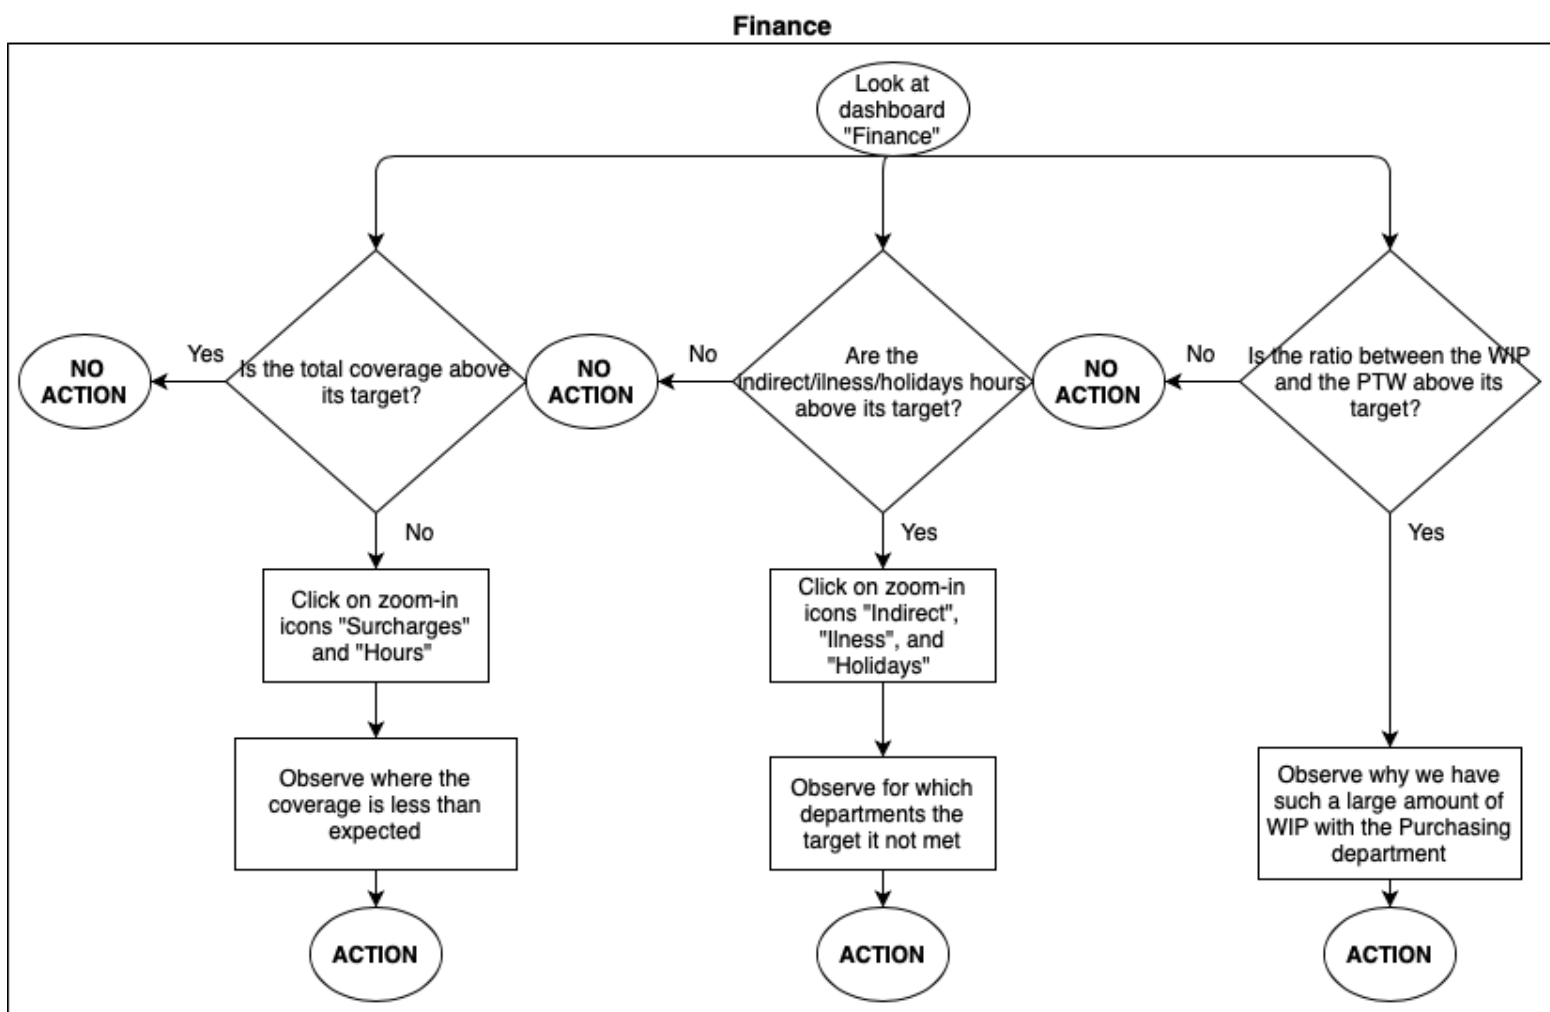 Finance
Look at
dashboard
"Finance"
Yes
NO
ACTION
Is the total coverage above
its target?
No
NO
ACTION
Are the
indirect/ilness/holidays hours
above its target?
No
NO
ACTION
Is the ratio between the WIP
and the PTW above its
target?
No
Yes
Yes
Click on zoom-in
icons "Surcharges"
and "Hours"
Click on zoom-in
icons "Indirect",
"Ilness", and
"Holidays"
Observe where the
coverage is less than
expected
Observe for which
departments the
target it not met
Observe why we have
such a large amount of
WIP with the Purchasing
department
ACTION
ACTION
ACTION